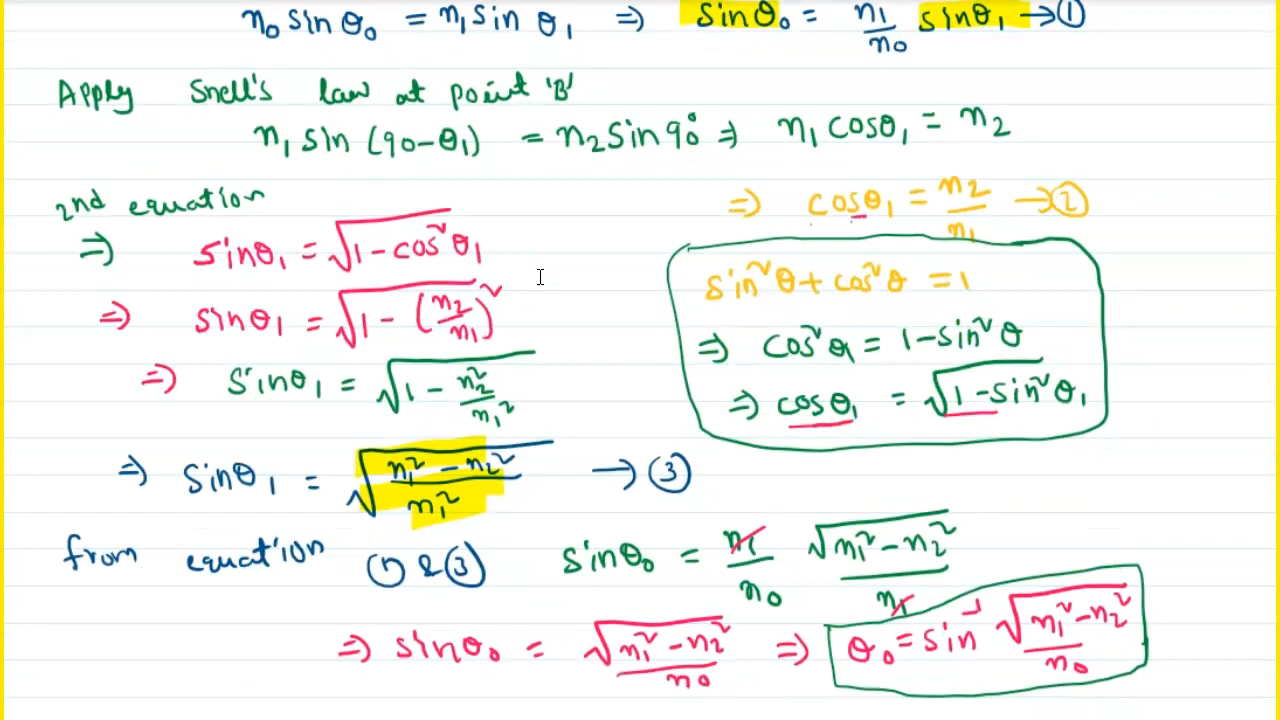 n₀ sin θ₀ = n₁ sin θ₁ ⇒ sinθ₀ = n₁/n₀ sinθ₁ → ①
Apply Snell's law at point 'B'
n₁ sin (90-θ₁) = n₂ sin 90° ⇒ n₁ cosθ₁ = n₂
⇒ cosθ₁ = n₂/n₁ → ②
2nd equation
⇒ sinθ₁ = √(1 - cos²θ₁)
⇒ sinθ₁ = √(1 - (n₂/n₁)²)
⇒ sinθ₁ = √(1 - n₂²/n₁²)
⇒ sinθ₁ = √((n₁² - n₂²)/n₁²) → ③
sin²θ + cos²θ = 1
⇒ cos²θ₁ = 1 - sin²θ
⇒ cosθ₁ = √(1 - sin²θ₁)
from equation ① & ③ sinθ₀ = n₁/n₀ √(n₁² - n₂²)/n₁
⇒ sinθ₀ = √(n₁² - n₂²)/n₀ ⇒ θ₀ = sin⁻¹ √(n₁² - n₂²)/n₀